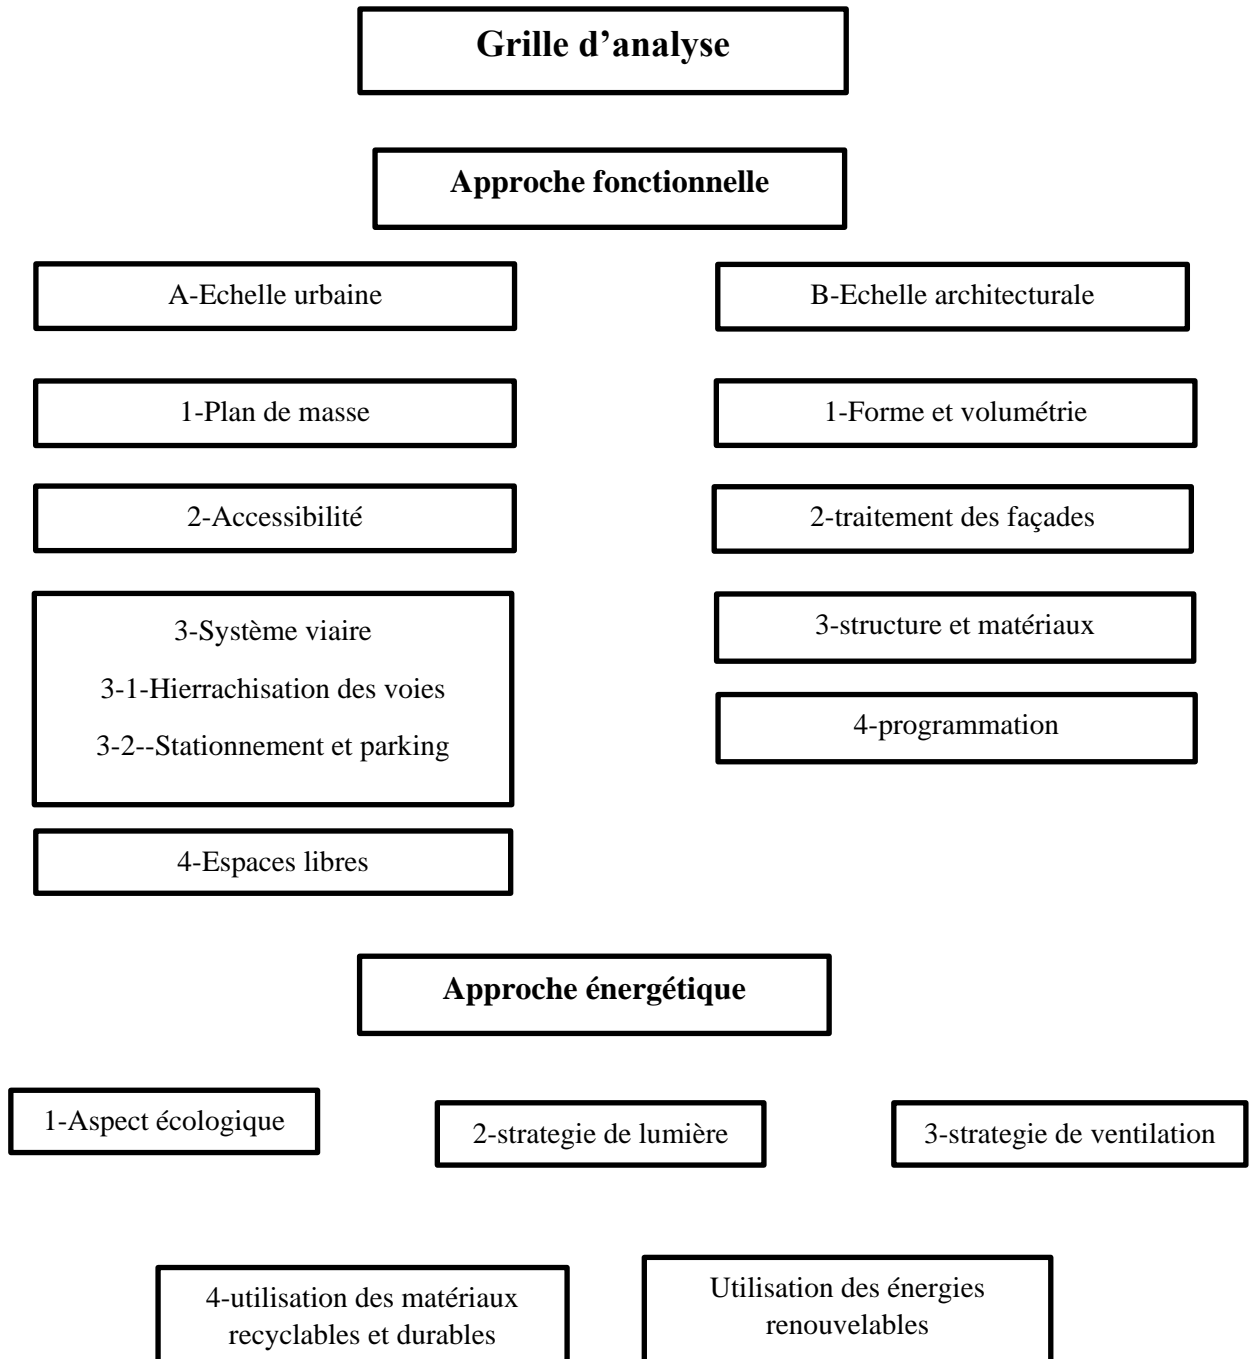 Grille d’analyse
Approche fonctionnelle
A-Echelle urbaine
B-Echelle architecturale
1-Plan de masse
1-Forme et volumétrie
2-Accessibilité
2-traitement des façades
3-Système viaire
3-1-Hierrachisation des voies
3-2--Stationnement et parking
3-structure et matériaux
4-programmation
4-Espaces libres
Approche énergétique
1-Aspect écologique
2-strategie de lumière
3-strategie de ventilation
4-utilisation des matériaux
recyclables et durables
Utilisation des énergies
renouvelables